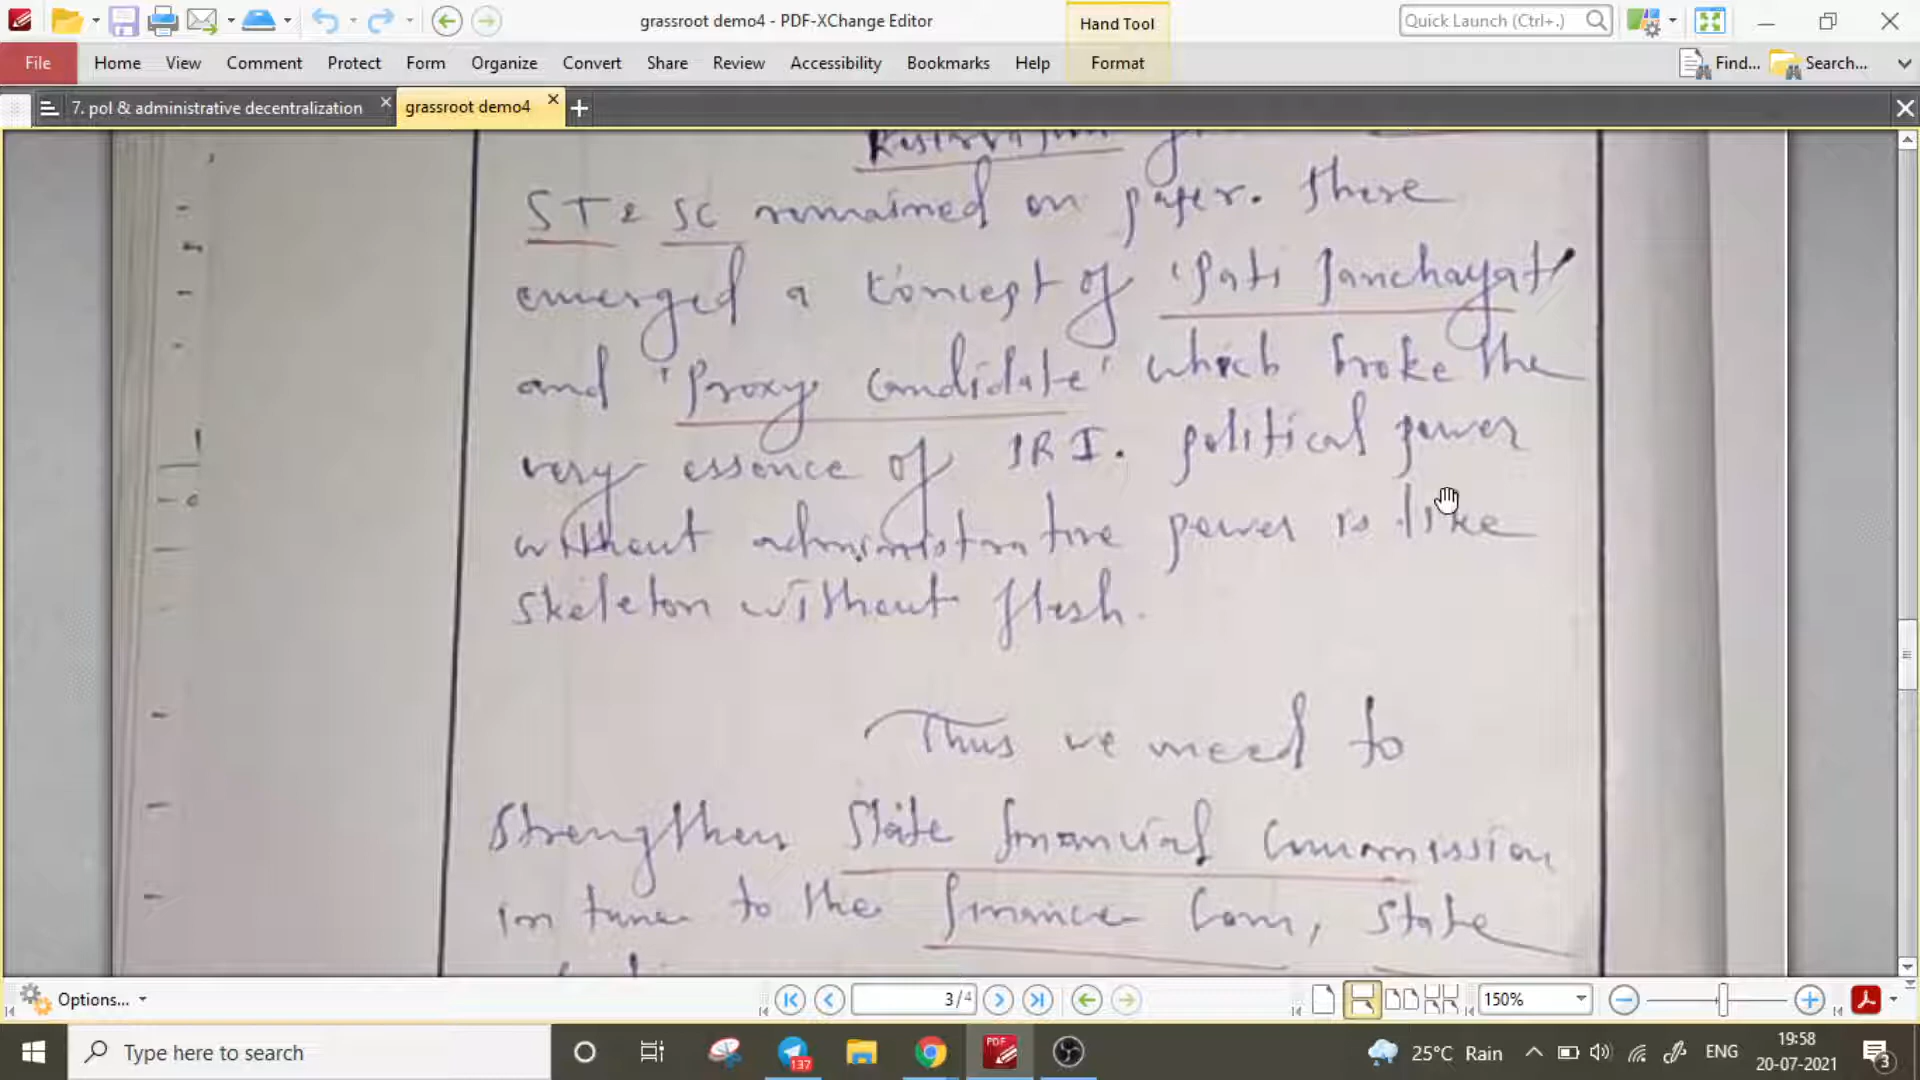 grassroot demo4 - PDF-XChange Editor
Hand Tool
Quick Launch (Ctrl+.)
File Home View Comment Protect Form Organize Convert Share Review Accessibility Bookmarks Help Format Find... Search...
7. pol & administrative decentralization grassroot demo4
Reservation
ST & SC remained on paper. There
emerged a concept of 'Pati Panchayat'
and 'Proxy candidate' which broke the
very essence of PRI. political power
without administrative power is like
skeleton without flesh.
Thus we need to
strengthen State financial Commission
in tune to the finance Com, State
Options... 3/4 150%
Type here to search
137
PDF
25°C Rain
ENG
19:58
20-07-2021
3